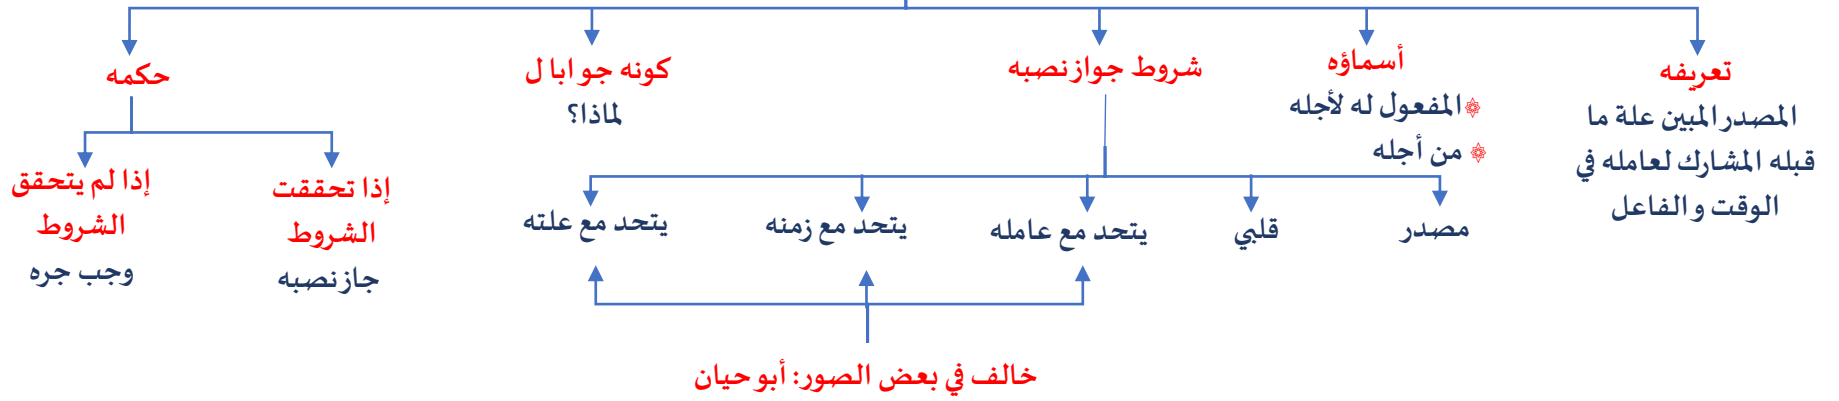 تعريفه
المصدر المبين علة ما
قبله المشارك لعامله في
الوقت و الفاعل
أسماؤه
المفعول له لأجله
من أجله
شروط جواز نصبه
مصدر
قلبي
يتحد مع عامله
يتحد مع زمنه
يتحد مع علته
خالف في بعض الصور: أبو حيان
كونه جو ابا ل
لماذا؟
حكمه
إذا تحققت
الشروط
جاز نصبه
إذا لم يتحقق
الشروط
وجب جره